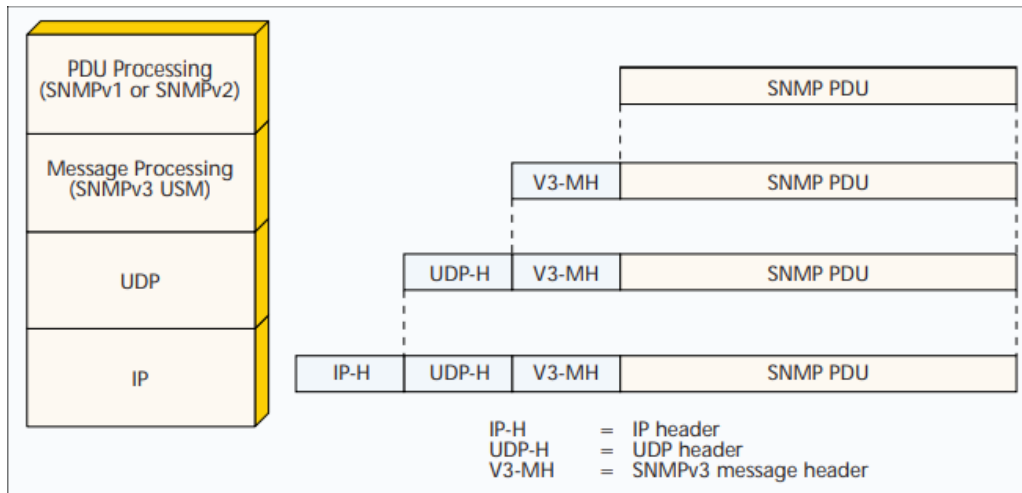 PDU Processing
(SNMPv1 or SNMPv2)
SNMP PDU
Message Processing
(SNMPv3 USM)
V3-MH SNMP PDU
UDP
UDP-H V3-MH SNMP PDU
IP
IP-H UDP-H V3-MH SNMP PDU
IP-H = IP header
UDP-H = UDP header
V3-MH = SNMPv3 message header